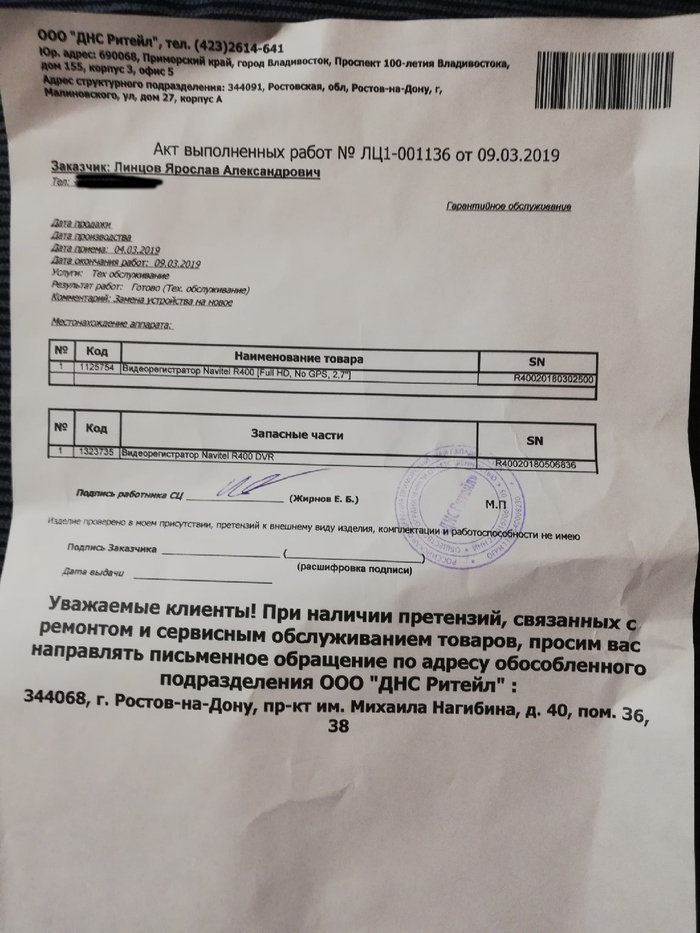 ООО "ДНС Ритейл", тел. (423)2614-641
Юр. адрес: 690068, Приморский край, город Владивосток, Проспект 100-летия Владивостока,
дом 155, корпус 3, офис 5
Адрес структурного подразделения: 344091, Ростовская, обл, Ростов-на-Дону, г,
Малиновского, ул, дом 27, корпус А
Акт выполненных работ № ЛЦ1-001136 от 09.03.2019
Заказчик: Линцов Ярослав Александрович
Тел:
Гарантийное обслуживание
Дата продажи
Дата производства
Дата приема: 04.03.2019
Дата окончания работ: 09.03.2019
Услуги: Тех обслуживание
Результат работ: Готово (Тех. обслуживание)
Комментарий: Замена устройства на новое
Местонахождение аппарата:
№ Код Наименование товара SN
1 1125754 Видеорегистратор Navitel R400 [Full HD, No GPS, 2,7"] R40020180302500
№ Код Запасные части SN
1 1323735 Видеорегистратор Navitel R400 DVR R40020180506836
Подпись работника СЦ (Жирнов Е. Б.) М.П
"ДНС Ритейл"
Изделие проверено в моем присутствии, претензий к внешнему виду изделия, комплектации и работоспособности не имею
Подпись Заказчика ( )
(расшифровка подписи)
Дата выдачи
Уважаемые клиенты! При наличии претензий, связанных с
ремонтом и сервисным обслуживанием товаров, просим вас
направлять письменное обращение по адресу обособленного
подразделения ООО "ДНС Ритейл" :
344068, г. Ростов-на-Дону, пр-кт им. Михаила Нагибина, д. 40, пом. 36,
38